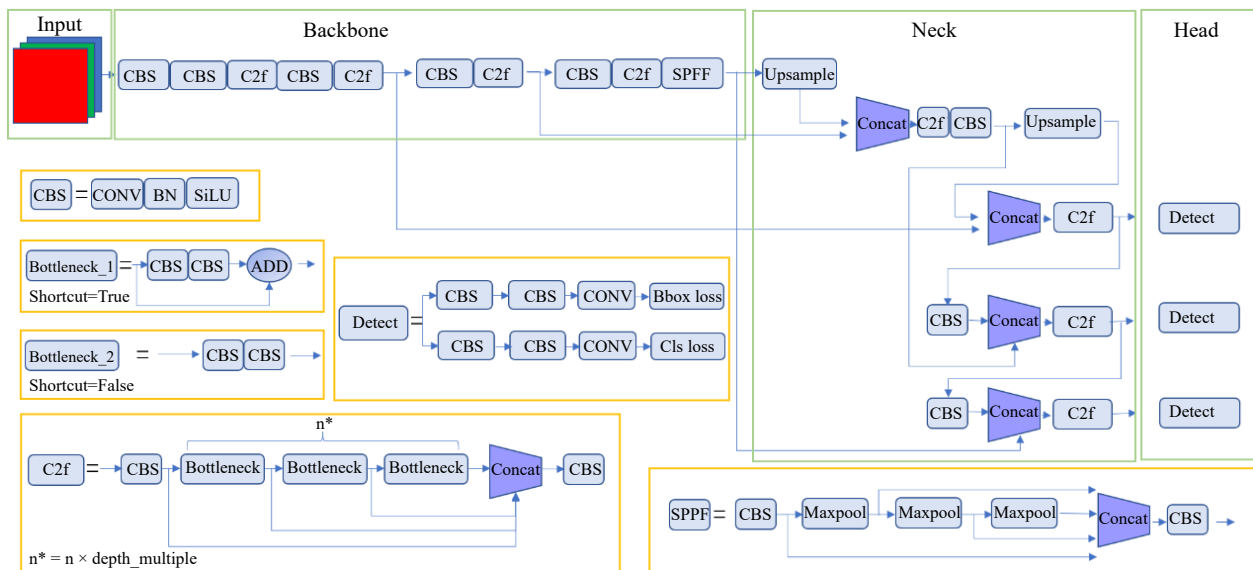 Input
Backbone
Neck
Head
CBS CBS C2f CBS C2f CBS C2f CBS C2f SPFF Upsample
Concat C2f CBS Upsample
CBS = CONV BN SiLU
Concat C2f Detect
Bottleneck_1 = CBS CBS ADD
Shortcut=True
Detect = CBS CBS CONV Bbox loss
CBS CBS CONV Cls loss
CBS Concat C2f Detect
Bottleneck_2 = CBS CBS
Shortcut=False
CBS Concat C2f Detect
n*
C2f = CBS Bottleneck Bottleneck Bottleneck Concat CBS
n* = n × depth_multiple
SPPF = CBS Maxpool Maxpool Maxpool Concat CBS